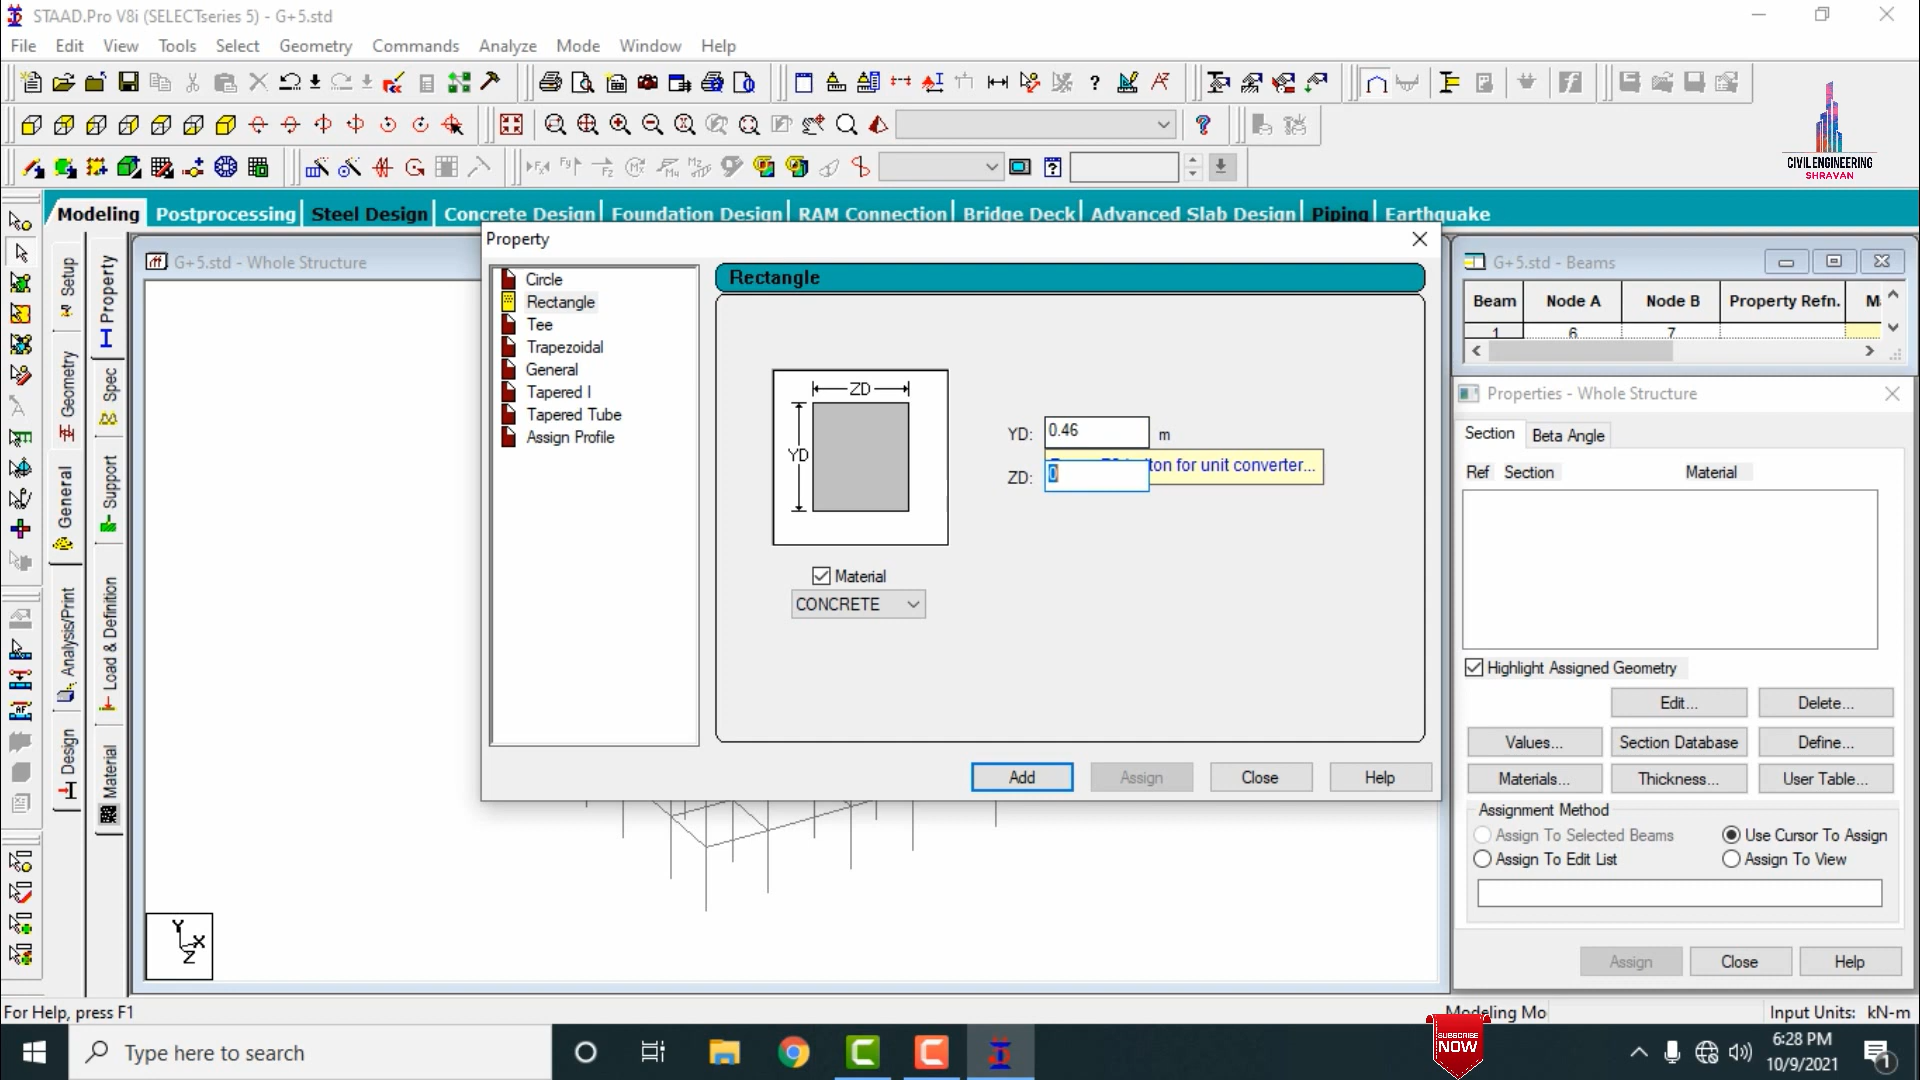 STAAD.Pro V8i (SELECTseries 5) - G+5.std
File Edit View Tools Select Geometry Commands Analyze Mode Window Help
CIVIL ENGINEERING
SHRAVAN
Modeling Postprocessing Steel Design Concrete Design Foundation Design RAM Connection Bridge Deck Advanced Slab Design Piping Earthquake
Setup
Geometry
General
Analysis/Print
Design
Property
Spec
Support
Load & Definition
Material
G+5.std - Whole Structure
Property
Circle
Rectangle
Tee
Trapezoidal
General
Tapered I
Tapered Tube
Assign Profile
Rectangle
ZD
YD
YD: 0.46 m
ton for unit converter...
ZD: 0
Material
CONCRETE
Add Assign Close Help
G+5.std - Beams
Beam Node A Node B Property Refn. M
1 6 7
Properties - Whole Structure
Section Beta Angle
Ref Section Material
Highlight Assigned Geometry
Edit... Delete...
Values... Section Database Define...
Materials... Thickness... User Table...
Assignment Method
Assign To Selected Beams Use Cursor To Assign
Assign To Edit List Assign To View
Assign Close Help
Y
X
Z
For Help, press F1
Modeling Mo
Input Units: kN-m
Type here to search
SUBSCRIBE
NOW
6:28 PM
10/9/2021
1